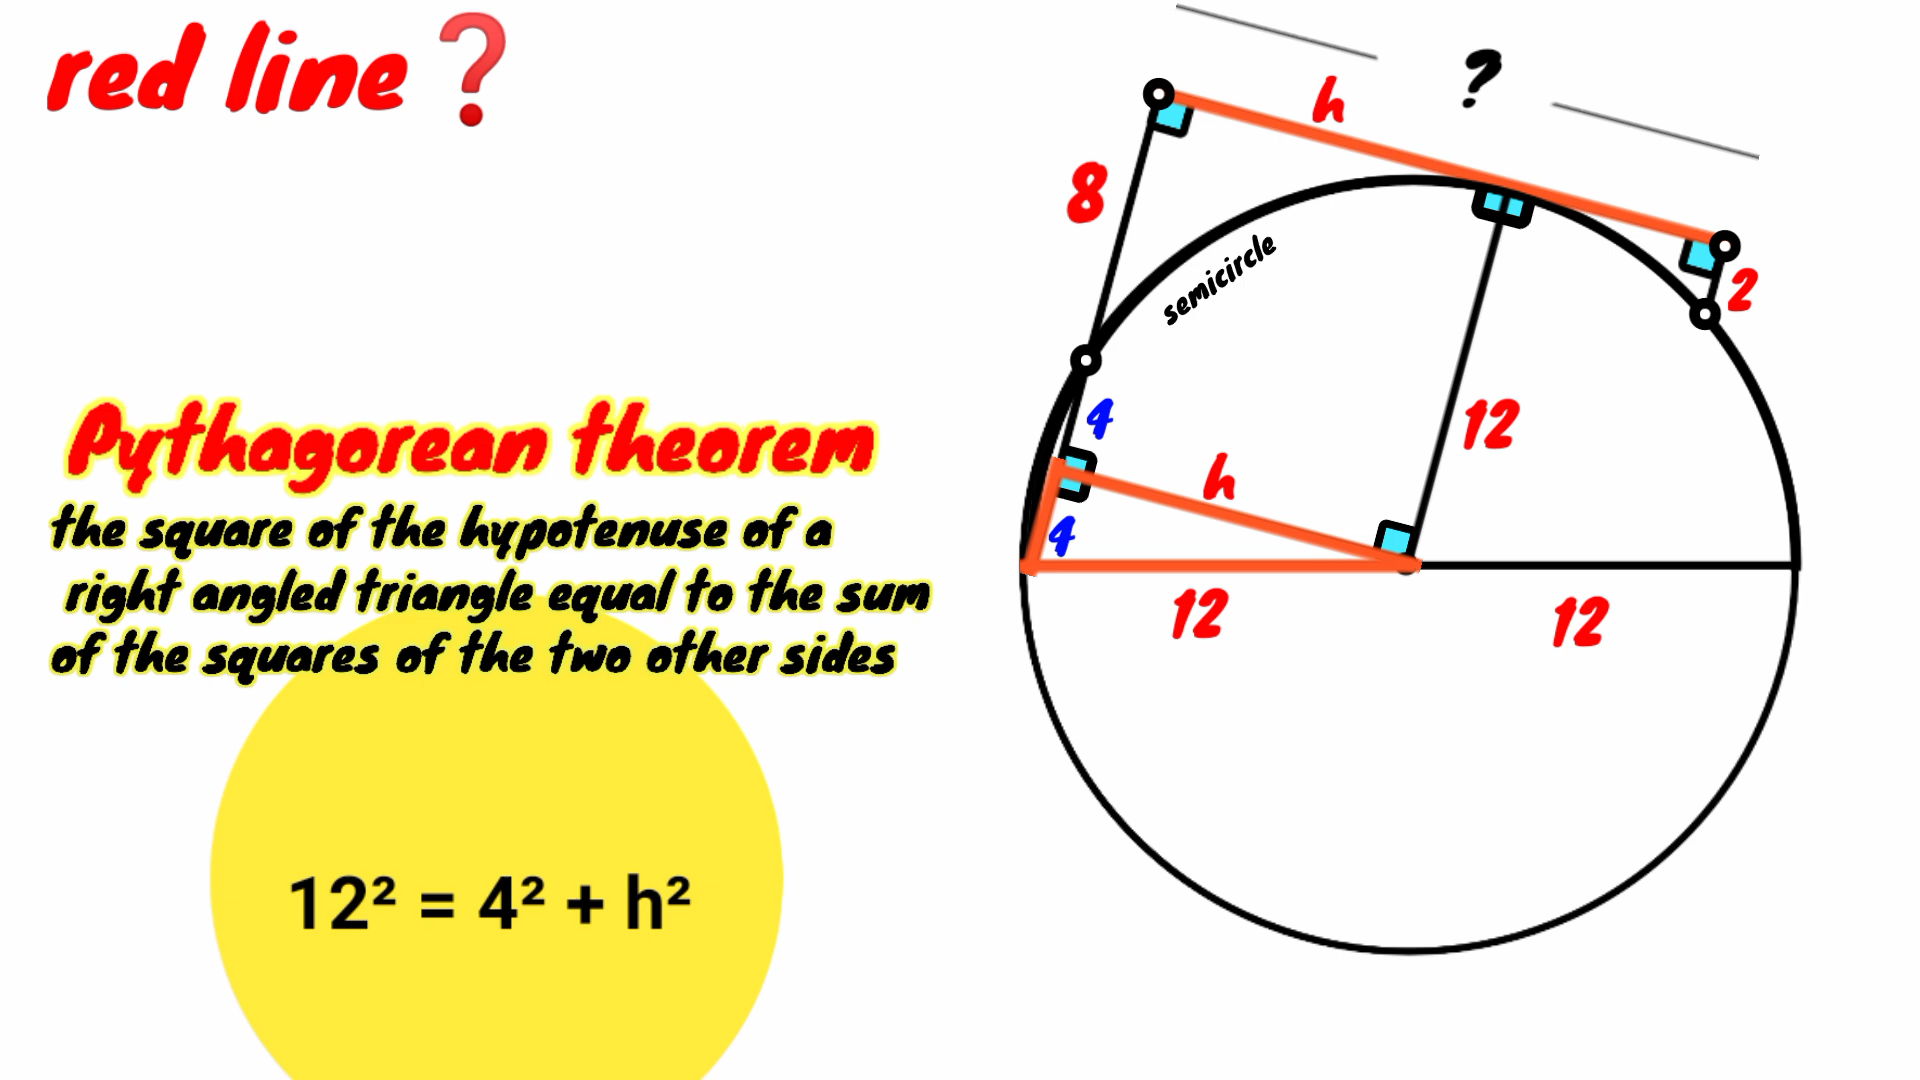 red line❓
?
h
8
semicircle
2
12
4
h
4
12
12
Pythagorean theorem
the square of the hypotenuse of a
right angled triangle equal to the sum
of the squares of the two other sides
12² = 4² + h²